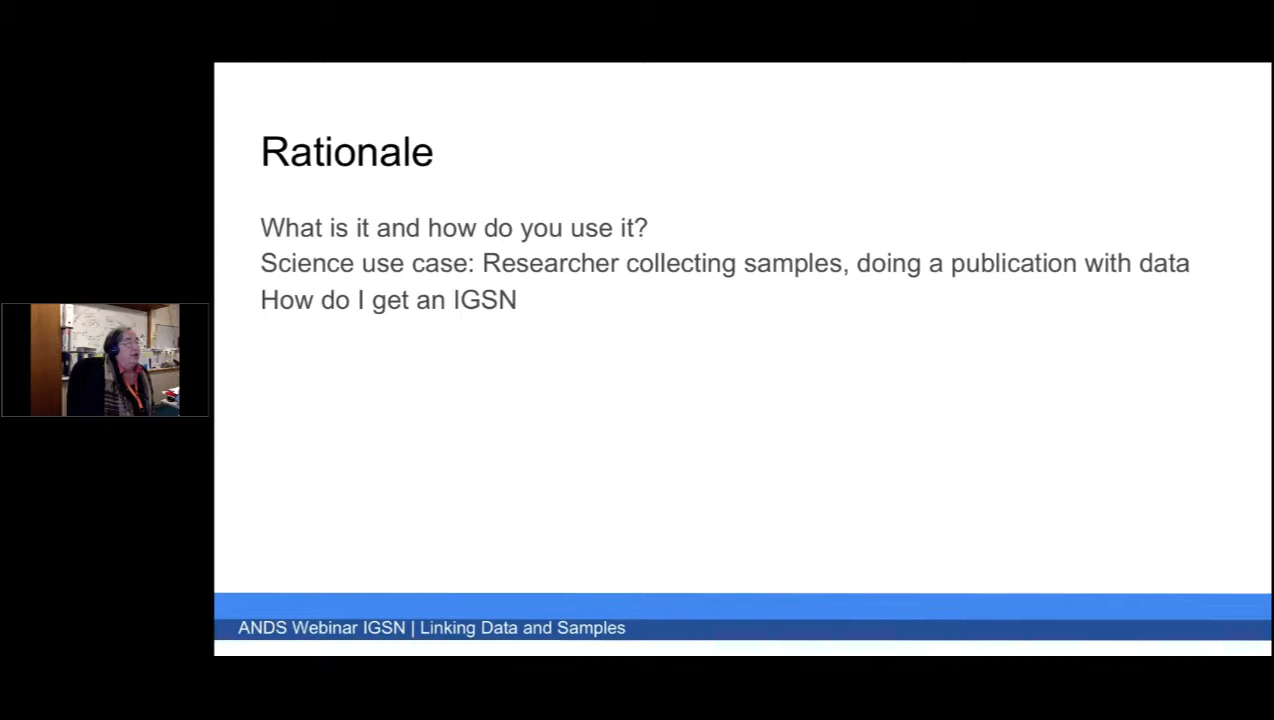 Rationale
What is it and how do you use it?
Science use case: Researcher collecting samples, doing a publication with data
How do I get an IGSN
ANDS Webinar IGSN | Linking Data and Samples